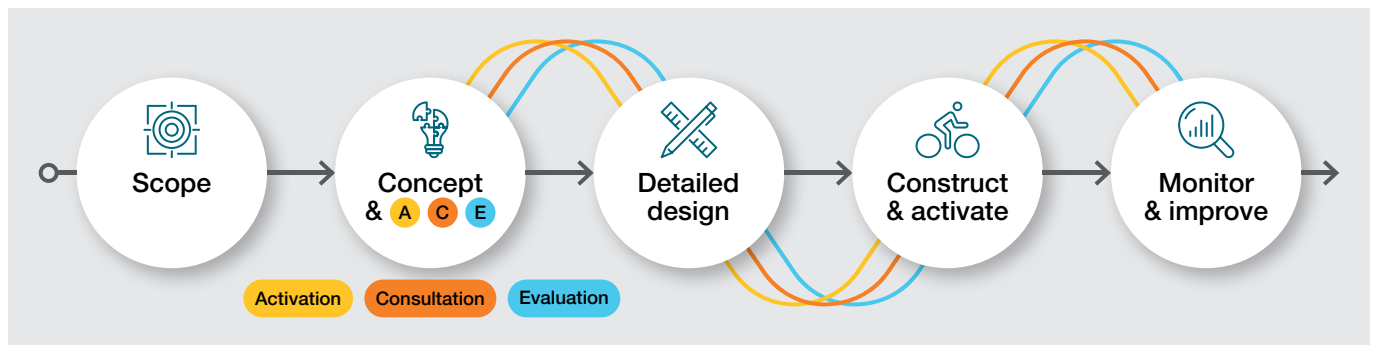 Scope
Concept
& A C E
Detailed
design
Construct
& activate
Monitor
& improve
Activation
Consultation
Evaluation